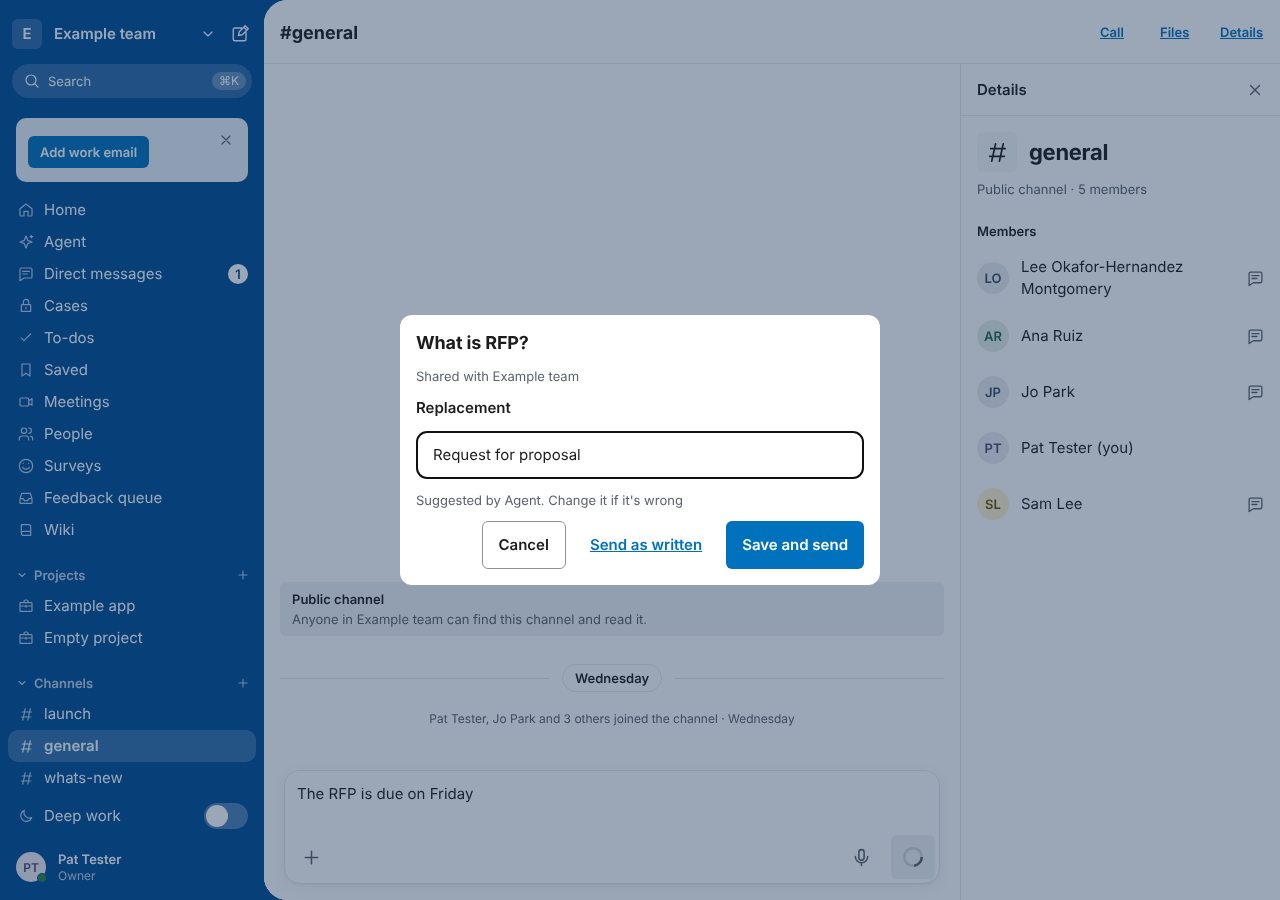 E
Example team
Search
⌘K
Add work email
Home
Agent
Direct messages
1
Cases
To-dos
Saved
Meetings
People
Surveys
Feedback queue
Wiki
Projects
Example app
Empty project
Channels
launch
general
whats-new
Deep work
PT
Pat Tester
Owner
#general
Call
Files
Details
What is RFP?
Shared with Example team
Replacement
Request for proposal
Suggested by Agent. Change it if it's wrong
Cancel
Send as written
Save and send
Public channel
Anyone in Example team can find this channel and read it.
Wednesday
Pat Tester, Jo Park and 3 others joined the channel · Wednesday
The RFP is due on Friday
Details
# general
Public channel · 5 members
Members
LO
Lee Okafor-Hernandez
Montgomery
AR
Ana Ruiz
JP
Jo Park
PT
Pat Tester (you)
SL
Sam Lee